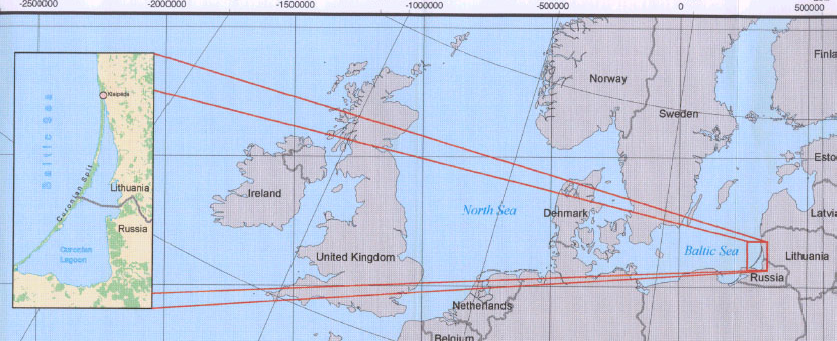 -2500000
-2000000
-1500000
-1000000
-500000
0
500000
Norway
Finla
Sweden
Esto
Latvia
Lithuania
Russia
Baltic Sea
Denmark
North Sea
Ireland
United Kingdom
Netherlands
Belgium
Baltic Sea
Klaipeda
Curonian Spit
Lithuania
Russia
Curonian
Lagoon